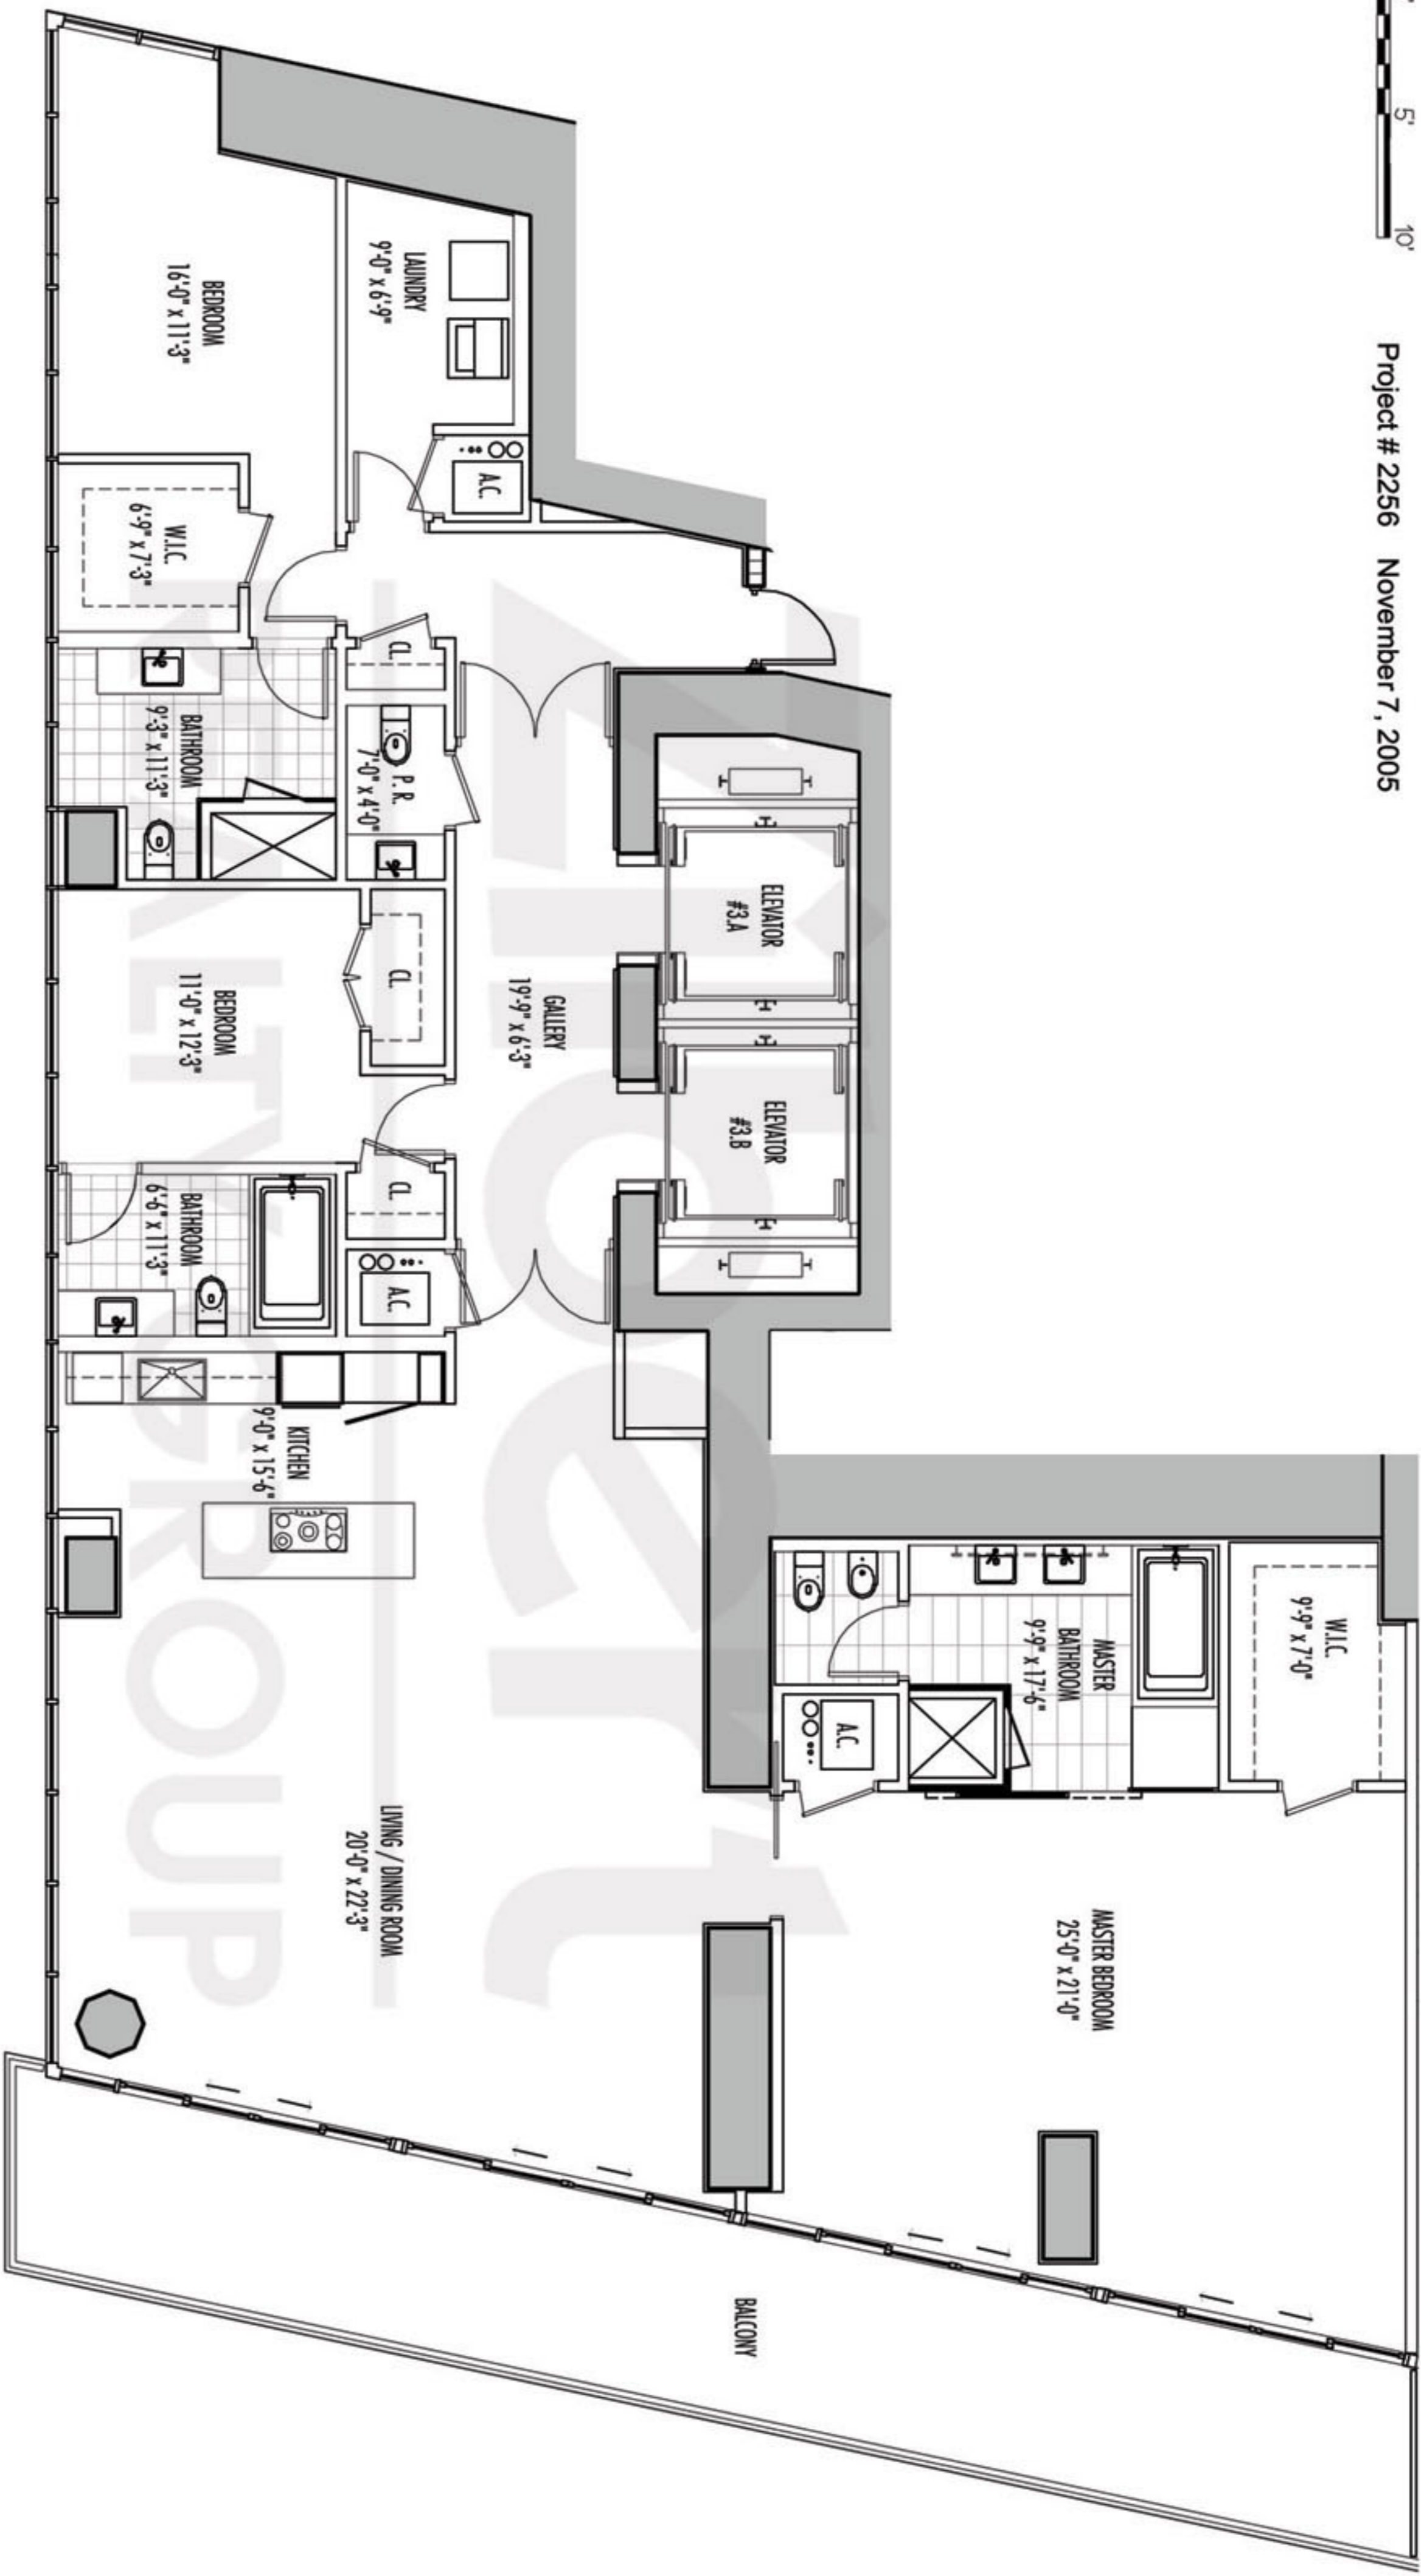 5'
10'
Project # 2256 November 7, 2005
BEDROOM
16'-0" x 11'-3"
LAUNDRY
9'-0" x 6'-9"
A.C.
W.I.C.
6'-9" x 7'-3"
CL.
BATHROOM
9'-3" x 11'-3"
P.R.
7'-0" x 4'-0"
ELEVATOR
#3.A
GALLERY
19'-9" x 6'-3"
CL.
BEDROOM
11'-0" x 12'-3"
ELEVATOR
#3.B
CL.
BATHROOM
6'-6" x 11'-3"
A.C.
KITCHEN
9'-0" x 15'-6"
W.I.C.
9'-9" x 7'-0"
MASTER
BATHROOM
9'-9" x 17'-6"
A.C.
LIVING / DINING ROOM
20'-0" x 22'-3"
MASTER BEDROOM
25'-0" x 21'-0"
BALCONY
Zilbert
REALTY GROUP